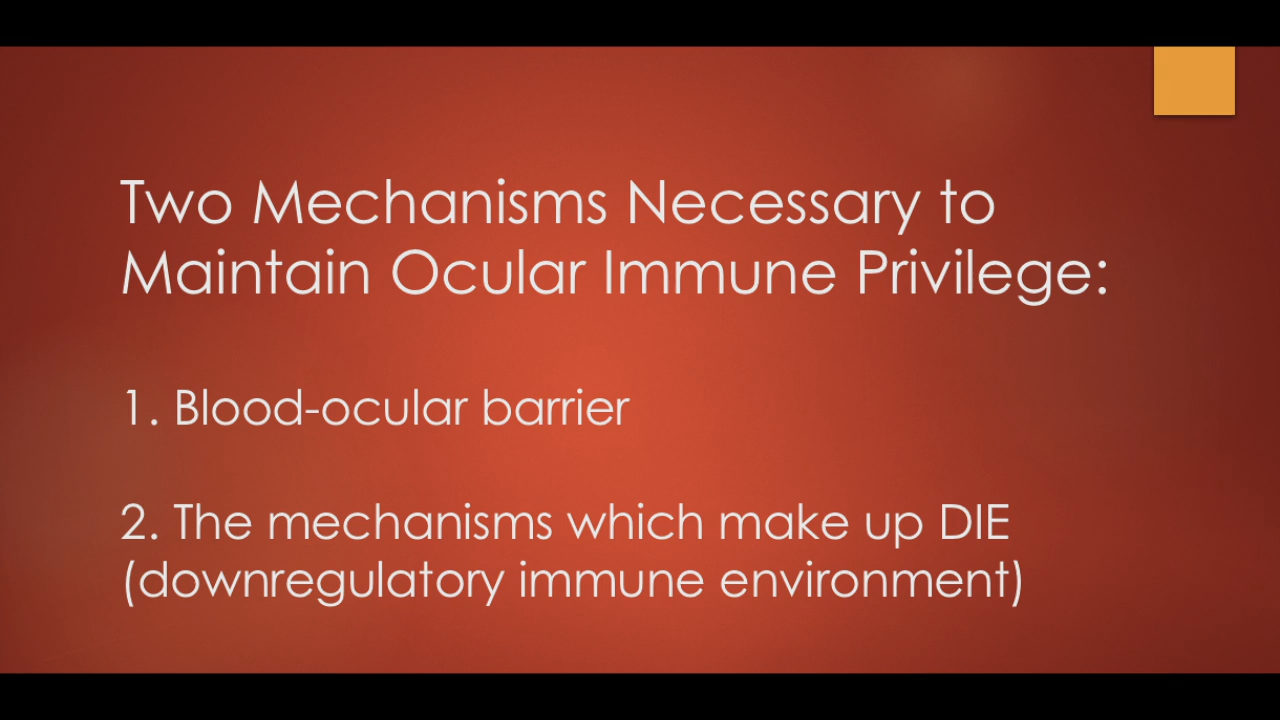 Two Mechanisms Necessary to
Maintain Ocular Immune Privilege:
1. Blood-ocular barrier
2. The mechanisms which make up DIE
(downregulatory immune environment)